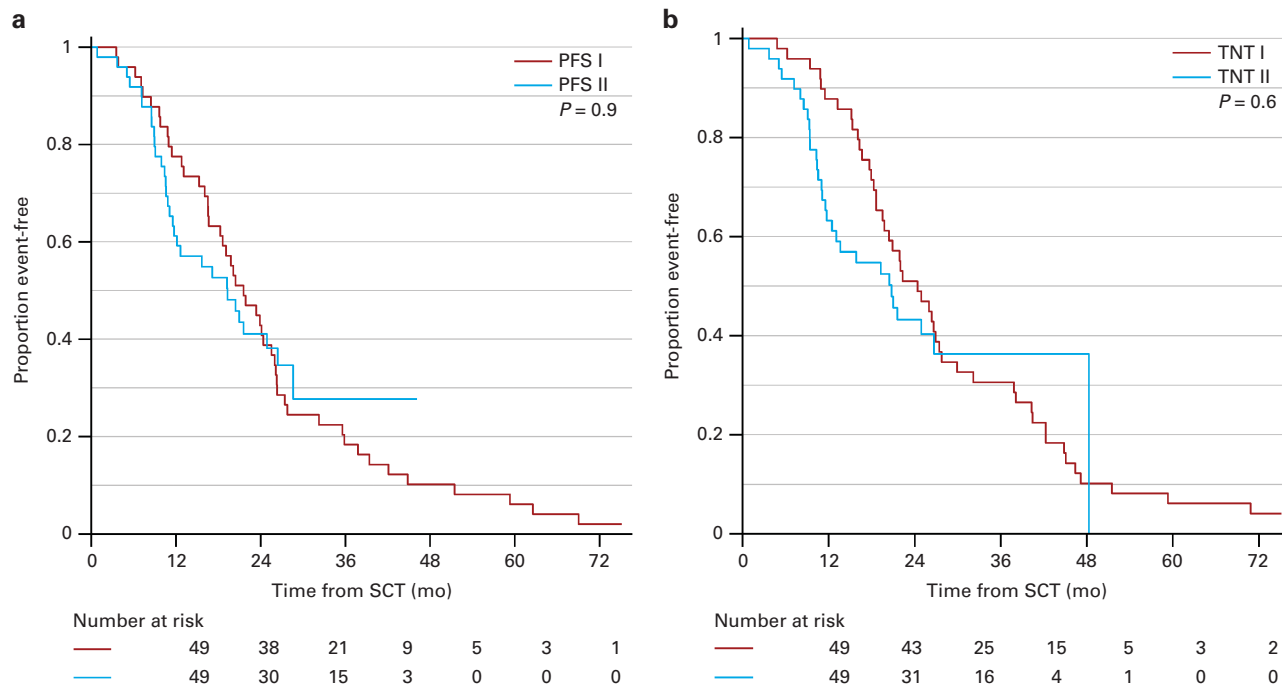 a
1
0.8
0.6
0.4
0.2
0
Proportion event-free
PFS I
PFS II
P = 0.9
0 12 24 36 48 60 72
Time from SCT (mo)
Number at risk
49 38 21 9 5 3 1
49 30 15 3 0 0 0
b
1
0.8
0.6
0.4
0.2
0
Proportion event-free
TNT I
TNT II
P = 0.6
0 12 24 36 48 60 72
Time from SCT (mo)
Number at risk
49 43 25 15 5 3 2
49 31 16 4 1 0 0